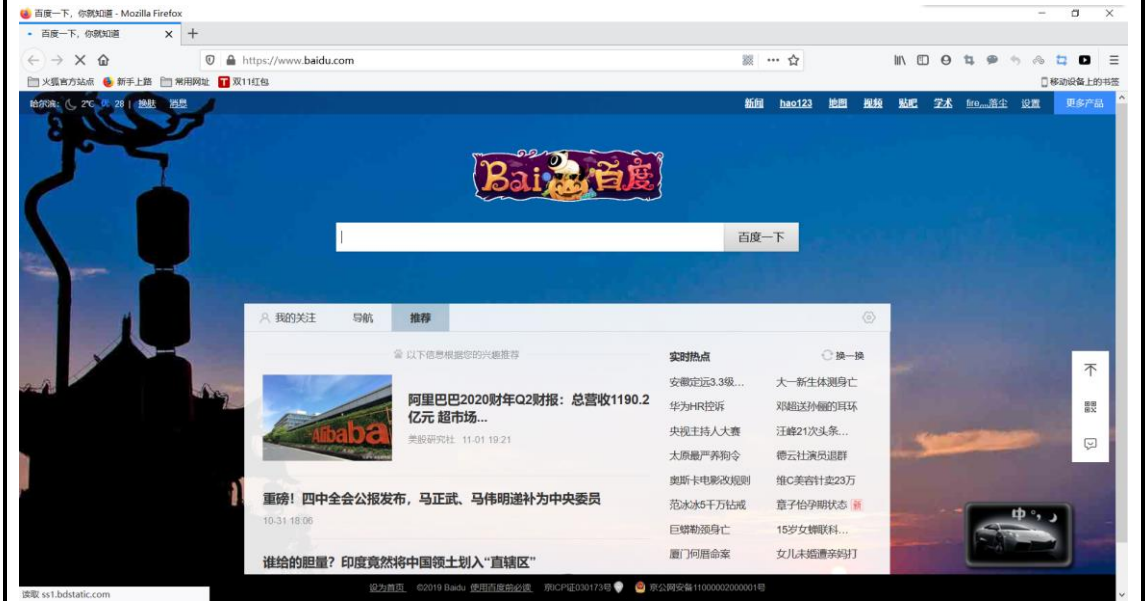 百度一下，你就知道 - Mozilla Firefox
百度一下，你就知道
https://www.baidu.com
火狐官方站点 新手上路 常用网址 双11红包 移动设备上的书签
哈尔滨： 2℃ 28 | 换肤 消息 新闻 hao123 地图 视频 贴吧 学术 fire...落尘 设置 更多产品
Bai 百度
百度一下
我的关注 导航 推荐
以下信息根据您的兴趣推荐
阿里巴巴2020财年Q2财报：总营收1190.2
亿元 超市场...
美股研究社 11-01 19:21
Alibaba
重磅！四中全会公报发布，马正武、马伟明递补为中央委员
10-31 18:06
谁给的胆量？印度竟然将中国领土划入“直辖区”
实时热点 换一换
安徽定远3.3级... 大一新生体测身亡
华为HR控诉 邓超送孙俪的耳环
央视主持人大赛 汪峰21次头条...
太原最严养狗令 德云社演员退群
奥斯卡电影改规则 维C美容针卖23万
范冰冰5千万钻戒 章子怡孕期状态 新
巨蟒勒颈身亡 15岁女蝉联科...
厦门何厝命案 女儿未婚遭亲妈打
中
设为首页 ©2019 Baidu 使用百度前必读 京ICP证030173号 京公网安备11000002000001号
读取 ss1.bdstatic.com